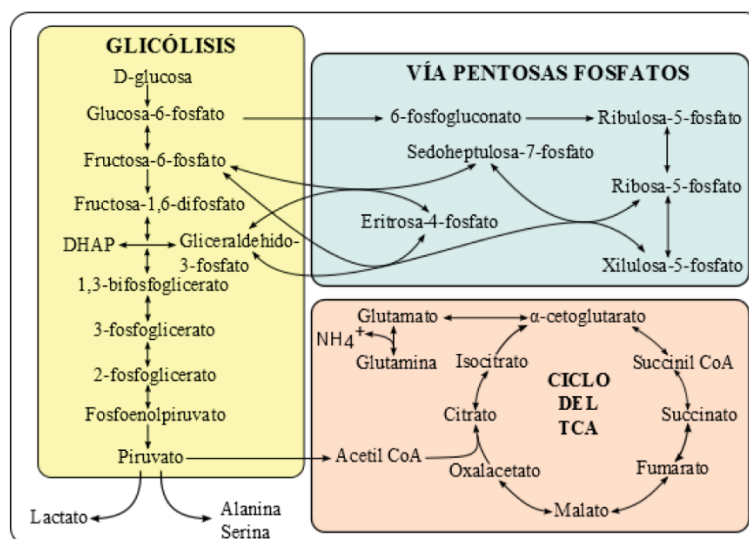 GLICÓLISIS
D-glucosa
Glucosa-6-fosfato
Fructosa-6-fosfato
Fructosa-1,6-difosfato
DHAP
Gliceraldehido-
3-fosfato
1,3-bifosfoglicerato
3-fosfoglicerato
2-fosfoglicerato
Fosfoenolpiruvato
Piruvato
Lactato
Alanina
Serina
VÍA PENTOSAS FOSFATOS
6-fosfogluconato
Ribulosa-5-fosfato
Sedoheptulosa-7-fosfato
Ribosa-5-fosfato
Eritrosa-4-fosfato
Xilulosa-5-fosfato
Glutamato
α-cetoglutarato
NH4+
Glutamina
Isocitrato
Succinil CoA
CICLO
DEL
TCA
Citrato
Succinato
Acetil CoA
Oxalacetato
Fumarato
Malato